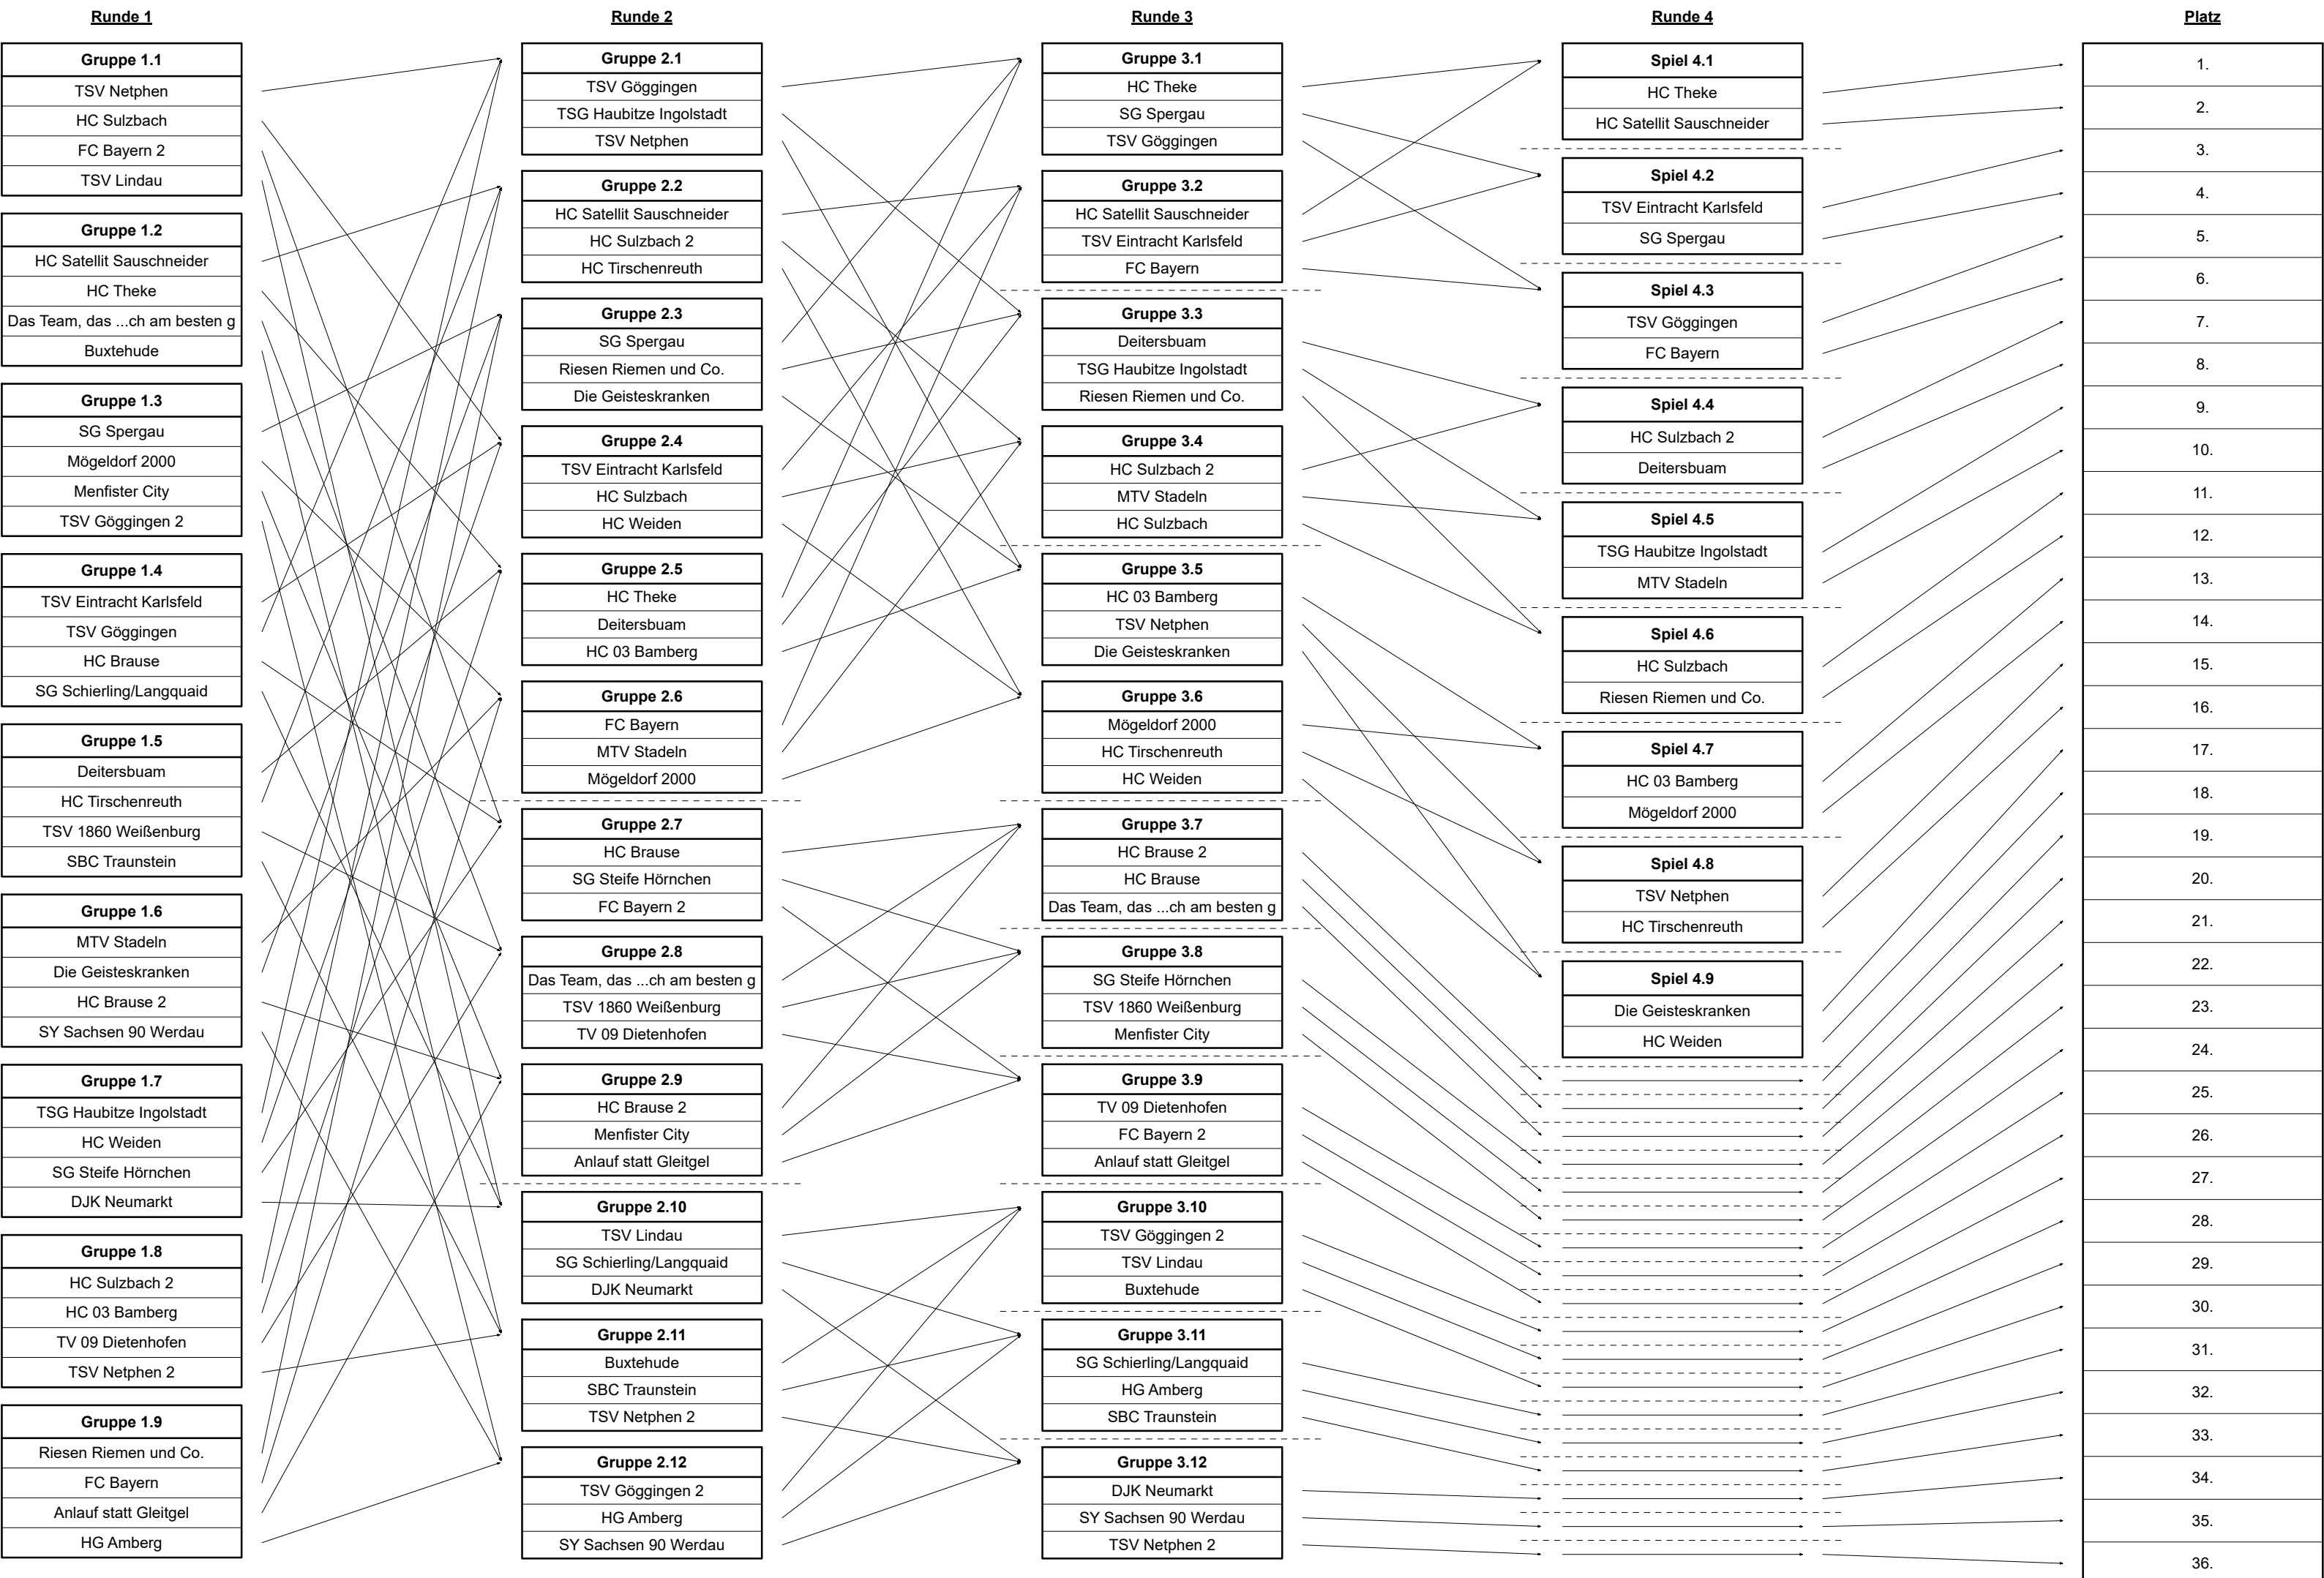 Runde 1
Gruppe 1.1
TSV Netphen
HC Sulzbach
FC Bayern 2
TSV Lindau
Gruppe 1.2
HC Satellit Sauschneider
HC Theke
Das Team, das ...ch am besten g
Buxtehude
Gruppe 1.3
SG Spergau
Mögeldorf 2000
Menfister City
TSV Göggingen 2
Gruppe 1.4
TSV Eintracht Karlsfeld
TSV Göggingen
HC Brause
SG Schierling/Langquaid
Gruppe 1.5
Deitersbuam
HC Tirschenreuth
TSV 1860 Weißenburg
SBC Traunstein
Gruppe 1.6
MTV Stadeln
Die Geisteskranken
HC Brause 2
SY Sachsen 90 Werdau
Gruppe 1.7
TSG Haubitze Ingolstadt
HC Weiden
SG Steife Hörnchen
DJK Neumarkt
Gruppe 1.8
HC Sulzbach 2
HC 03 Bamberg
TV 09 Dietenhofen
TSV Netphen 2
Gruppe 1.9
Riesen Riemen und Co.
FC Bayern
Anlauf statt Gleitgel
HG Amberg
Runde 2
Gruppe 2.1
TSV Göggingen
TSG Haubitze Ingolstadt
TSV Netphen
Gruppe 2.2
HC Satellit Sauschneider
HC Sulzbach 2
HC Tirschenreuth
Gruppe 2.3
SG Spergau
Riesen Riemen und Co.
Die Geisteskranken
Gruppe 2.4
TSV Eintracht Karlsfeld
HC Sulzbach
HC Weiden
Gruppe 2.5
HC Theke
Deitersbuam
HC 03 Bamberg
Gruppe 2.6
FC Bayern
MTV Stadeln
Mögeldorf 2000
Gruppe 2.7
HC Brause
SG Steife Hörnchen
FC Bayern 2
Gruppe 2.8
Das Team, das ...ch am besten g
TSV 1860 Weißenburg
TV 09 Dietenhofen
Gruppe 2.9
HC Brause 2
Menfister City
Anlauf statt Gleitgel
Gruppe 2.10
TSV Lindau
SG Schierling/Langquaid
DJK Neumarkt
Gruppe 2.11
Buxtehude
SBC Traunstein
TSV Netphen 2
Gruppe 2.12
TSV Göggingen 2
HG Amberg
SY Sachsen 90 Werdau
Runde 3
Gruppe 3.1
HC Theke
SG Spergau
TSV Göggingen
Gruppe 3.2
HC Satellit Sauschneider
TSV Eintracht Karlsfeld
FC Bayern
Gruppe 3.3
Deitersbuam
TSG Haubitze Ingolstadt
Riesen Riemen und Co.
Gruppe 3.4
HC Sulzbach 2
MTV Stadeln
HC Sulzbach
Gruppe 3.5
HC 03 Bamberg
TSV Netphen
Die Geisteskranken
Gruppe 3.6
Mögeldorf 2000
HC Tirschenreuth
HC Weiden
Gruppe 3.7
HC Brause 2
HC Brause
Das Team, das ...ch am besten g
Gruppe 3.8
SG Steife Hörnchen
TSV 1860 Weißenburg
Menfister City
Gruppe 3.9
TV 09 Dietenhofen
FC Bayern 2
Anlauf statt Gleitgel
Gruppe 3.10
TSV Göggingen 2
TSV Lindau
Buxtehude
Gruppe 3.11
SG Schierling/Langquaid
HG Amberg
SBC Traunstein
Gruppe 3.12
DJK Neumarkt
SY Sachsen 90 Werdau
TSV Netphen 2
Runde 4
Spiel 4.1
HC Theke
HC Satellit Sauschneider
Spiel 4.2
TSV Eintracht Karlsfeld
SG Spergau
Spiel 4.3
TSV Göggingen
FC Bayern
Spiel 4.4
HC Sulzbach 2
Deitersbuam
Spiel 4.5
TSG Haubitze Ingolstadt
MTV Stadeln
Spiel 4.6
HC Sulzbach
Riesen Riemen und Co.
Spiel 4.7
HC 03 Bamberg
Mögeldorf 2000
Spiel 4.8
TSV Netphen
HC Tirschenreuth
Spiel 4.9
Die Geisteskranken
HC Weiden
Platz
1.
2.
3.
4.
5.
6.
7.
8.
9.
10.
11.
12.
13.
14.
15.
16.
17.
18.
19.
20.
21.
22.
23.
24.
25.
26.
27.
28.
29.
30.
31.
32.
33.
34.
35.
36.